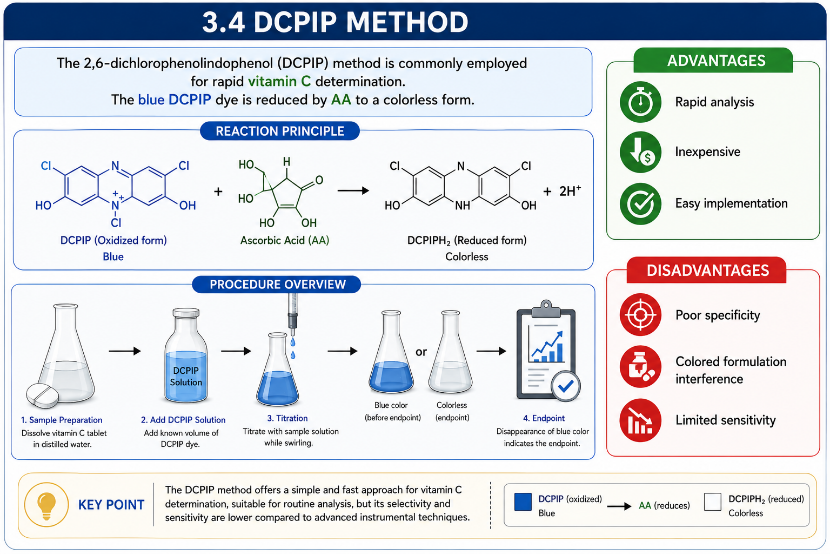 3.4 DCPIP METHOD
The 2,6-dichlorophenolindophenol (DCPIP) method is commonly employed
for rapid vitamin C determination.
The blue DCPIP dye is reduced by AA to a colorless form.
REACTION PRINCIPLE
Cl
N
Cl
HO
N
++
OH
Cl
DCPIP (Oxidized form)
Blue
+
HO
H
O
HO
HO
OH
Ascorbic Acid (AA)
Cl
N
Cl
HO
NH
OH
DCPIPH₂ (Reduced form)
Colorless
+ 2H⁺
PROCEDURE OVERVIEW
1. Sample Preparation
Dissolve vitamin C tablet
in distilled water.
DCPIP
Solution
2. Add DCPIP Solution
Add known volume of
DCPIP dye.
3. Titration
Titrate with sample solution
while swirling.
Blue color
(before endpoint)
or
Colorless
(endpoint)
4. Endpoint
Disappearance of blue color
indicates the endpoint.
ADVANTAGES
Rapid analysis
$
Inexpensive
Easy implementation
DISADVANTAGES
Poor specificity
Colored formulation
interference
Limited sensitivity
KEY POINT
The DCPIP method offers a simple and fast approach for vitamin C
determination, suitable for routine analysis, but its selectivity and
sensitivity are lower compared to advanced instrumental techniques.
DCPIP (oxidized)
Blue
AA (reduces)
DCPIPH₂ (reduced)
Colorless